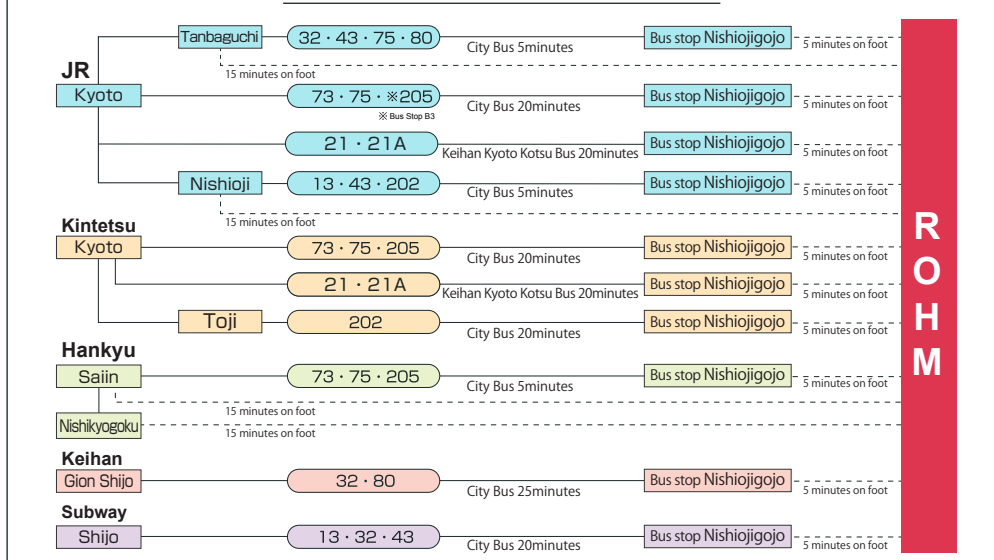 Tanbaguchi
32・43・75・80
City Bus 5minutes
Bus stop Nishiojigojo
5 minutes on foot
15 minutes on foot
JR
Kyoto
73・75・※205
※ Bus Stop B3
City Bus 20minutes
Bus stop Nishiojigojo
5 minutes on foot
21・21A
Keihan Kyoto Kotsu Bus 20minutes
Bus stop Nishiojigojo
5 minutes on foot
Nishioji
13・43・202
City Bus 5minutes
Bus stop Nishiojigojo
5 minutes on foot
15 minutes on foot
Kintetsu
Kyoto
73・75・205
City Bus 20minutes
Bus stop Nishiojigojo
5 minutes on foot
21・21A
Keihan Kyoto Kotsu Bus 20minutes
Bus stop Nishiojigojo
5 minutes on foot
Toji
202
City Bus 20minutes
Bus stop Nishiojigojo
5 minutes on foot
Hankyu
Saiin
73・75・205
City Bus 5minutes
Bus stop Nishiojigojo
5 minutes on foot
15 minutes on foot
Nishikyogoku
15 minutes on foot
Keihan
Gion Shijo
32・80
City Bus 25minutes
Bus stop Nishiojigojo
5 minutes on foot
Subway
Shijo
13・32・43
City Bus 20minutes
Bus stop Nishiojigojo
5 minutes on foot
ROHM